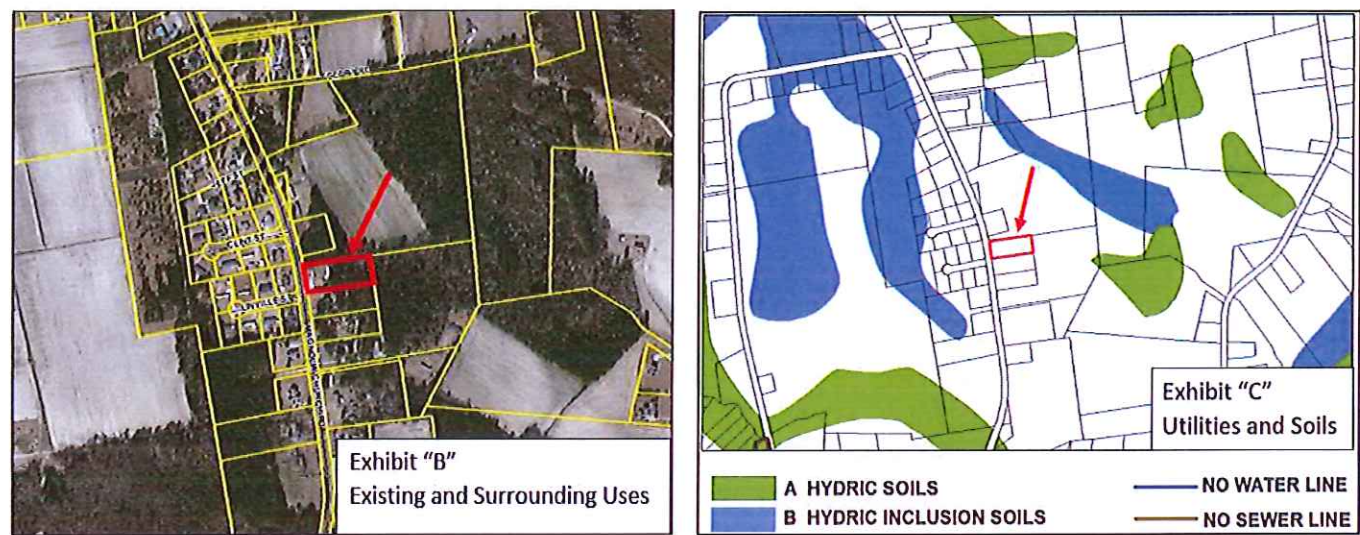 Exhibit “B”
Existing and Surrounding Uses
Exhibit “C”
Utilities and Soils
A HYDRIC SOILS
B HYDRIC INCLUSION SOILS
NO WATER LINE
NO SEWER LINE